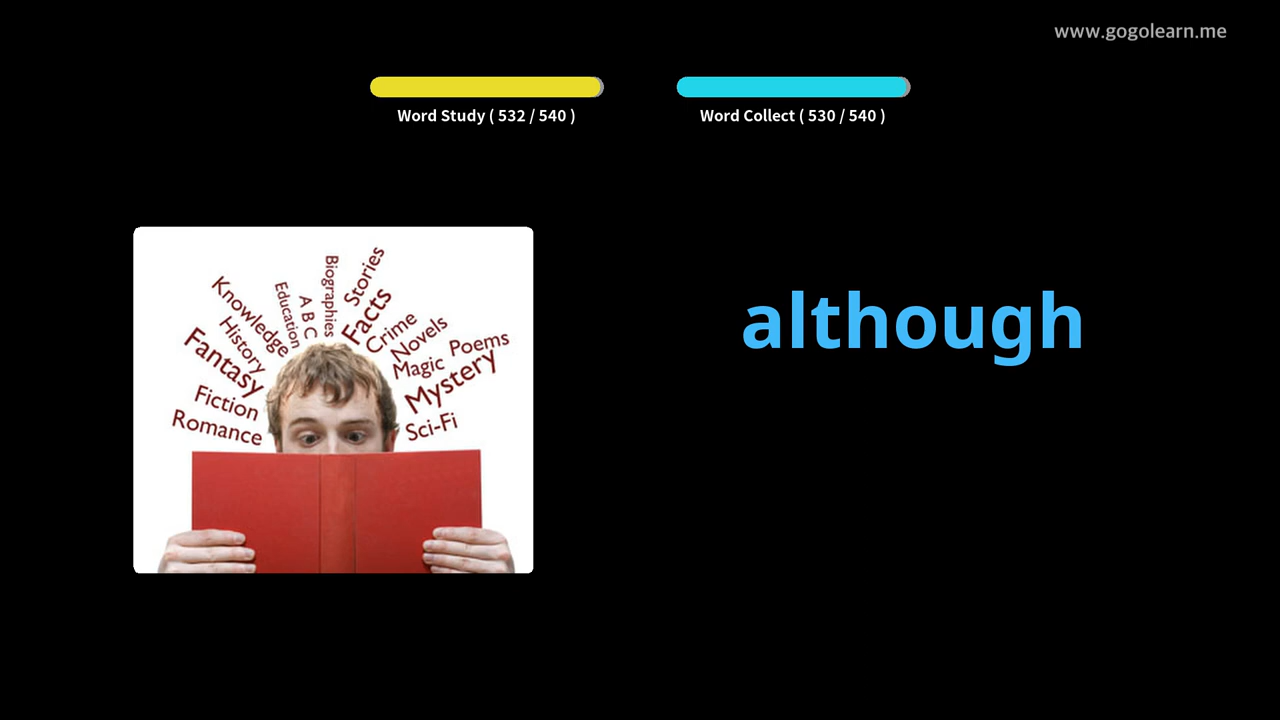 www.gogolearn.me
Word Study ( 532 / 540 )
Word Collect ( 530 / 540 )
although
Romance
Fiction
Fantasy
History
Knowledge
Education
A B C
Biographies
Stories
Facts
Crime
Novels
Magic
Poems
Mystery
Sci-Fi